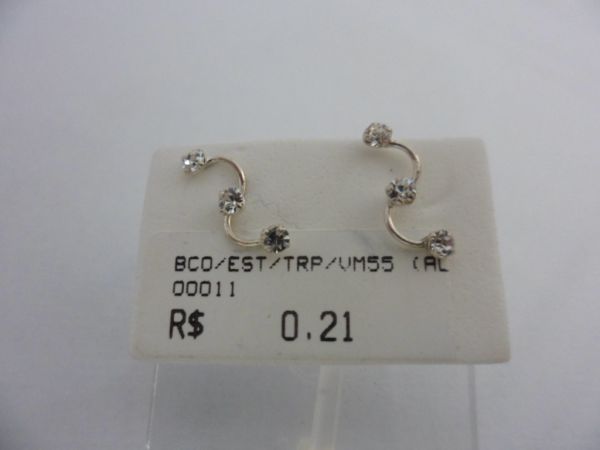 BCO/EST/TRP/VM55 (AL
00011
R$ 0.21